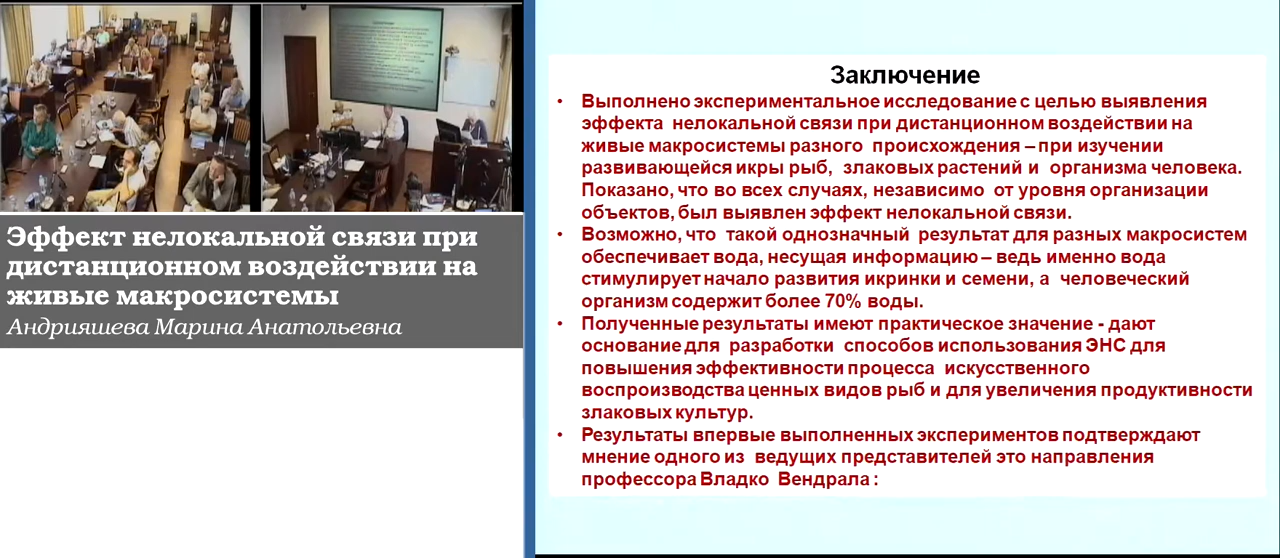 Эффект нелокальной связи при
дистанционном воздействии на
живые макросистемы
Андрияшева Марина Анатольевна
Заключение
• Выполнено экспериментальное исследование с целью выявления
эффекта нелокальной связи при дистанционном воздействии на
живые макросистемы разного происхождения – при изучении
развивающейся икры рыб, злаковых растений и организма человека.
Показано, что во всех случаях, независимо от уровня организации
объектов, был выявлен эффект нелокальной связи.
• Возможно, что такой однозначный результат для разных макросистем
обеспечивает вода, несущая информацию – ведь именно вода
стимулирует начало развития икринки и семени, а человеческий
организм содержит более 70% воды.
• Полученные результаты имеют практическое значение - дают
основание для разработки способов использования ЭНС для
повышения эффективности процесса искусственного
воспроизводства ценных видов рыб и для увеличения продуктивности
злаковых культур.
• Результаты впервые выполненных экспериментов подтверждают
мнение одного из ведущих представителей это направления
профессора Владко Вендрала :